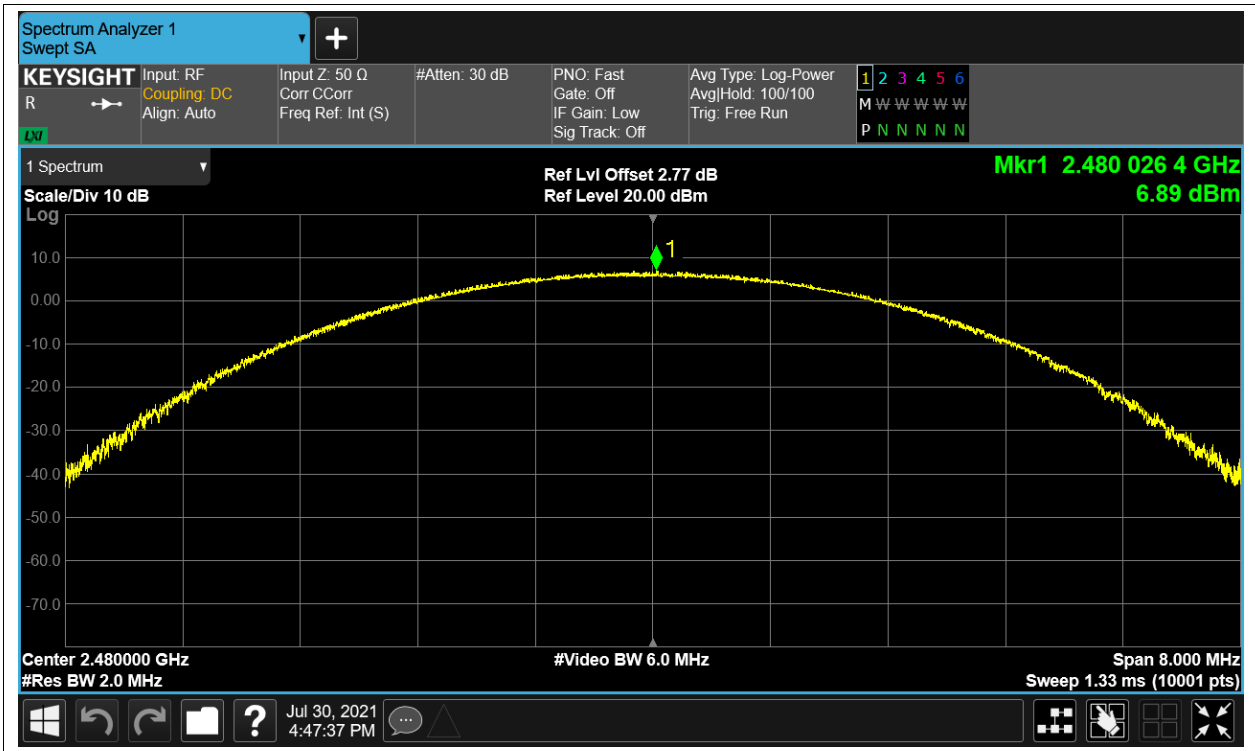 Spectrum Analyzer 1
Swept SA
KEYSIGHT
R
LXI
Input: RF
Coupling: DC
Align: Auto
Input Z: 50 Ω
Corr CCorr
Freq Ref: Int (S)
#Atten: 30 dB
PNO: Fast
Gate: Off
IF Gain: Low
Sig Track: Off
Avg Type: Log-Power
Avg|Hold: 100/100
Trig: Free Run
1 2 3 4 5 6
M W W W W W
P N N N N N
1 Spectrum
Scale/Div 10 dB
Log
Ref Lvl Offset 2.77 dB
Ref Level 20.00 dBm
Mkr1 2.480 026 4 GHz
6.89 dBm
1
10.0
0.00
-10.0
-20.0
-30.0
-40.0
-50.0
-60.0
-70.0
Center 2.480000 GHz
#Res BW 2.0 MHz
#Video BW 6.0 MHz
Span 8.000 MHz
Sweep 1.33 ms (10001 pts)
?
Jul 30, 2021
4:47:37 PM